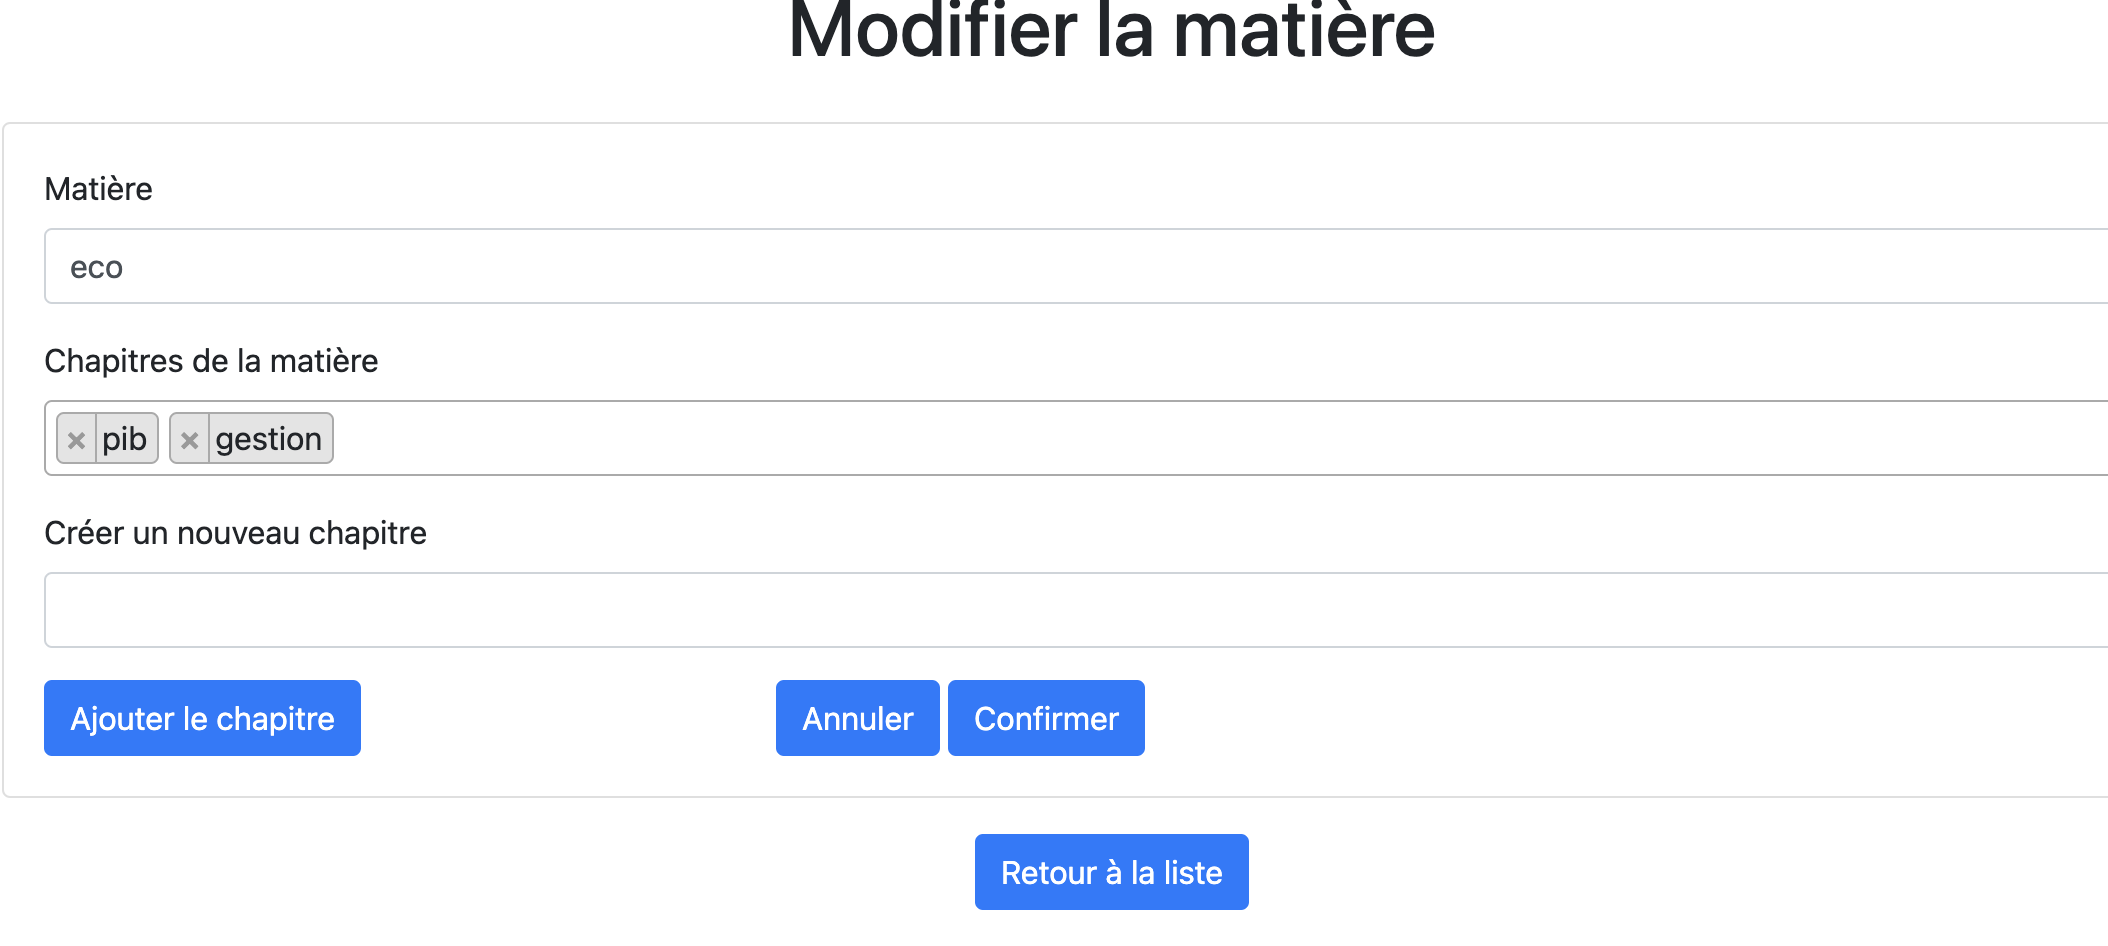 Modifier la matière
Matière
eco
Chapitres de la matière
× pib × gestion
Créer un nouveau chapitre
Ajouter le chapitre Annuler Confirmer
Retour à la liste